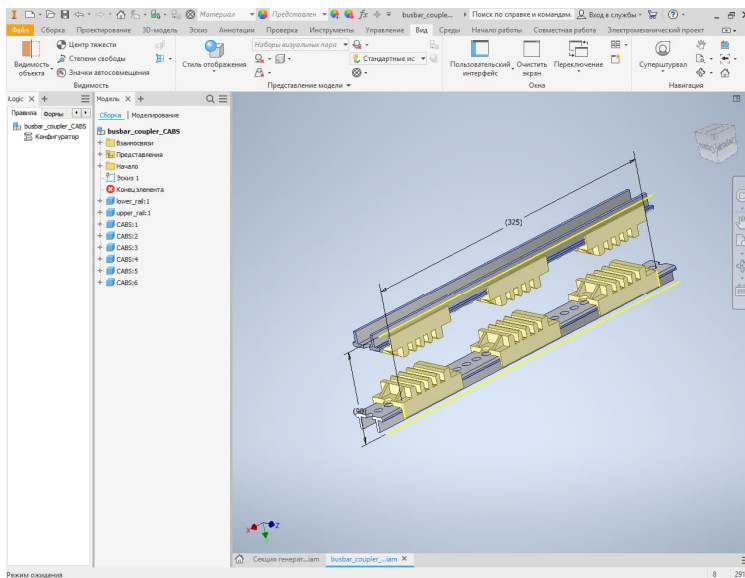 Материал
Представлен
fx
busbar_couple...
Поиск по справке и командам.
Вход в службы
Файл Сборка Проектирование 3D-модель Эскиз Аннотации Проверка Инструменты Управление Вид Среды Начало работы Совместная работа Электромеханический проект
Видимость объекта
Центр тяжести
Степени свободы
Значки автосовмещения
Видимость
Стиль отображения
Наборы визуальных пара
Стандартные ис
Представление модели
Пользовательский интерфейс
Очистить экран
Переключение
Окна
Суперштурвал
Навигация
iLogic X +
Правила Формы
busbar_coupler_CABS
Конфигуратор
Модель X +
Сборка | Моделирование
busbar_coupler_CABS
Взаимосвязи
Представления
Начало
Эскиз 1
Конец элемента
lower_rail:1
upper_rail:1
CABS:1
CABS:2
CABS:3
CABS:4
CABS:5
CABS:6
(325)
X
Z
Секция генерат...iam
busbar_coupler_...iam X
Режим ожидания
8 291